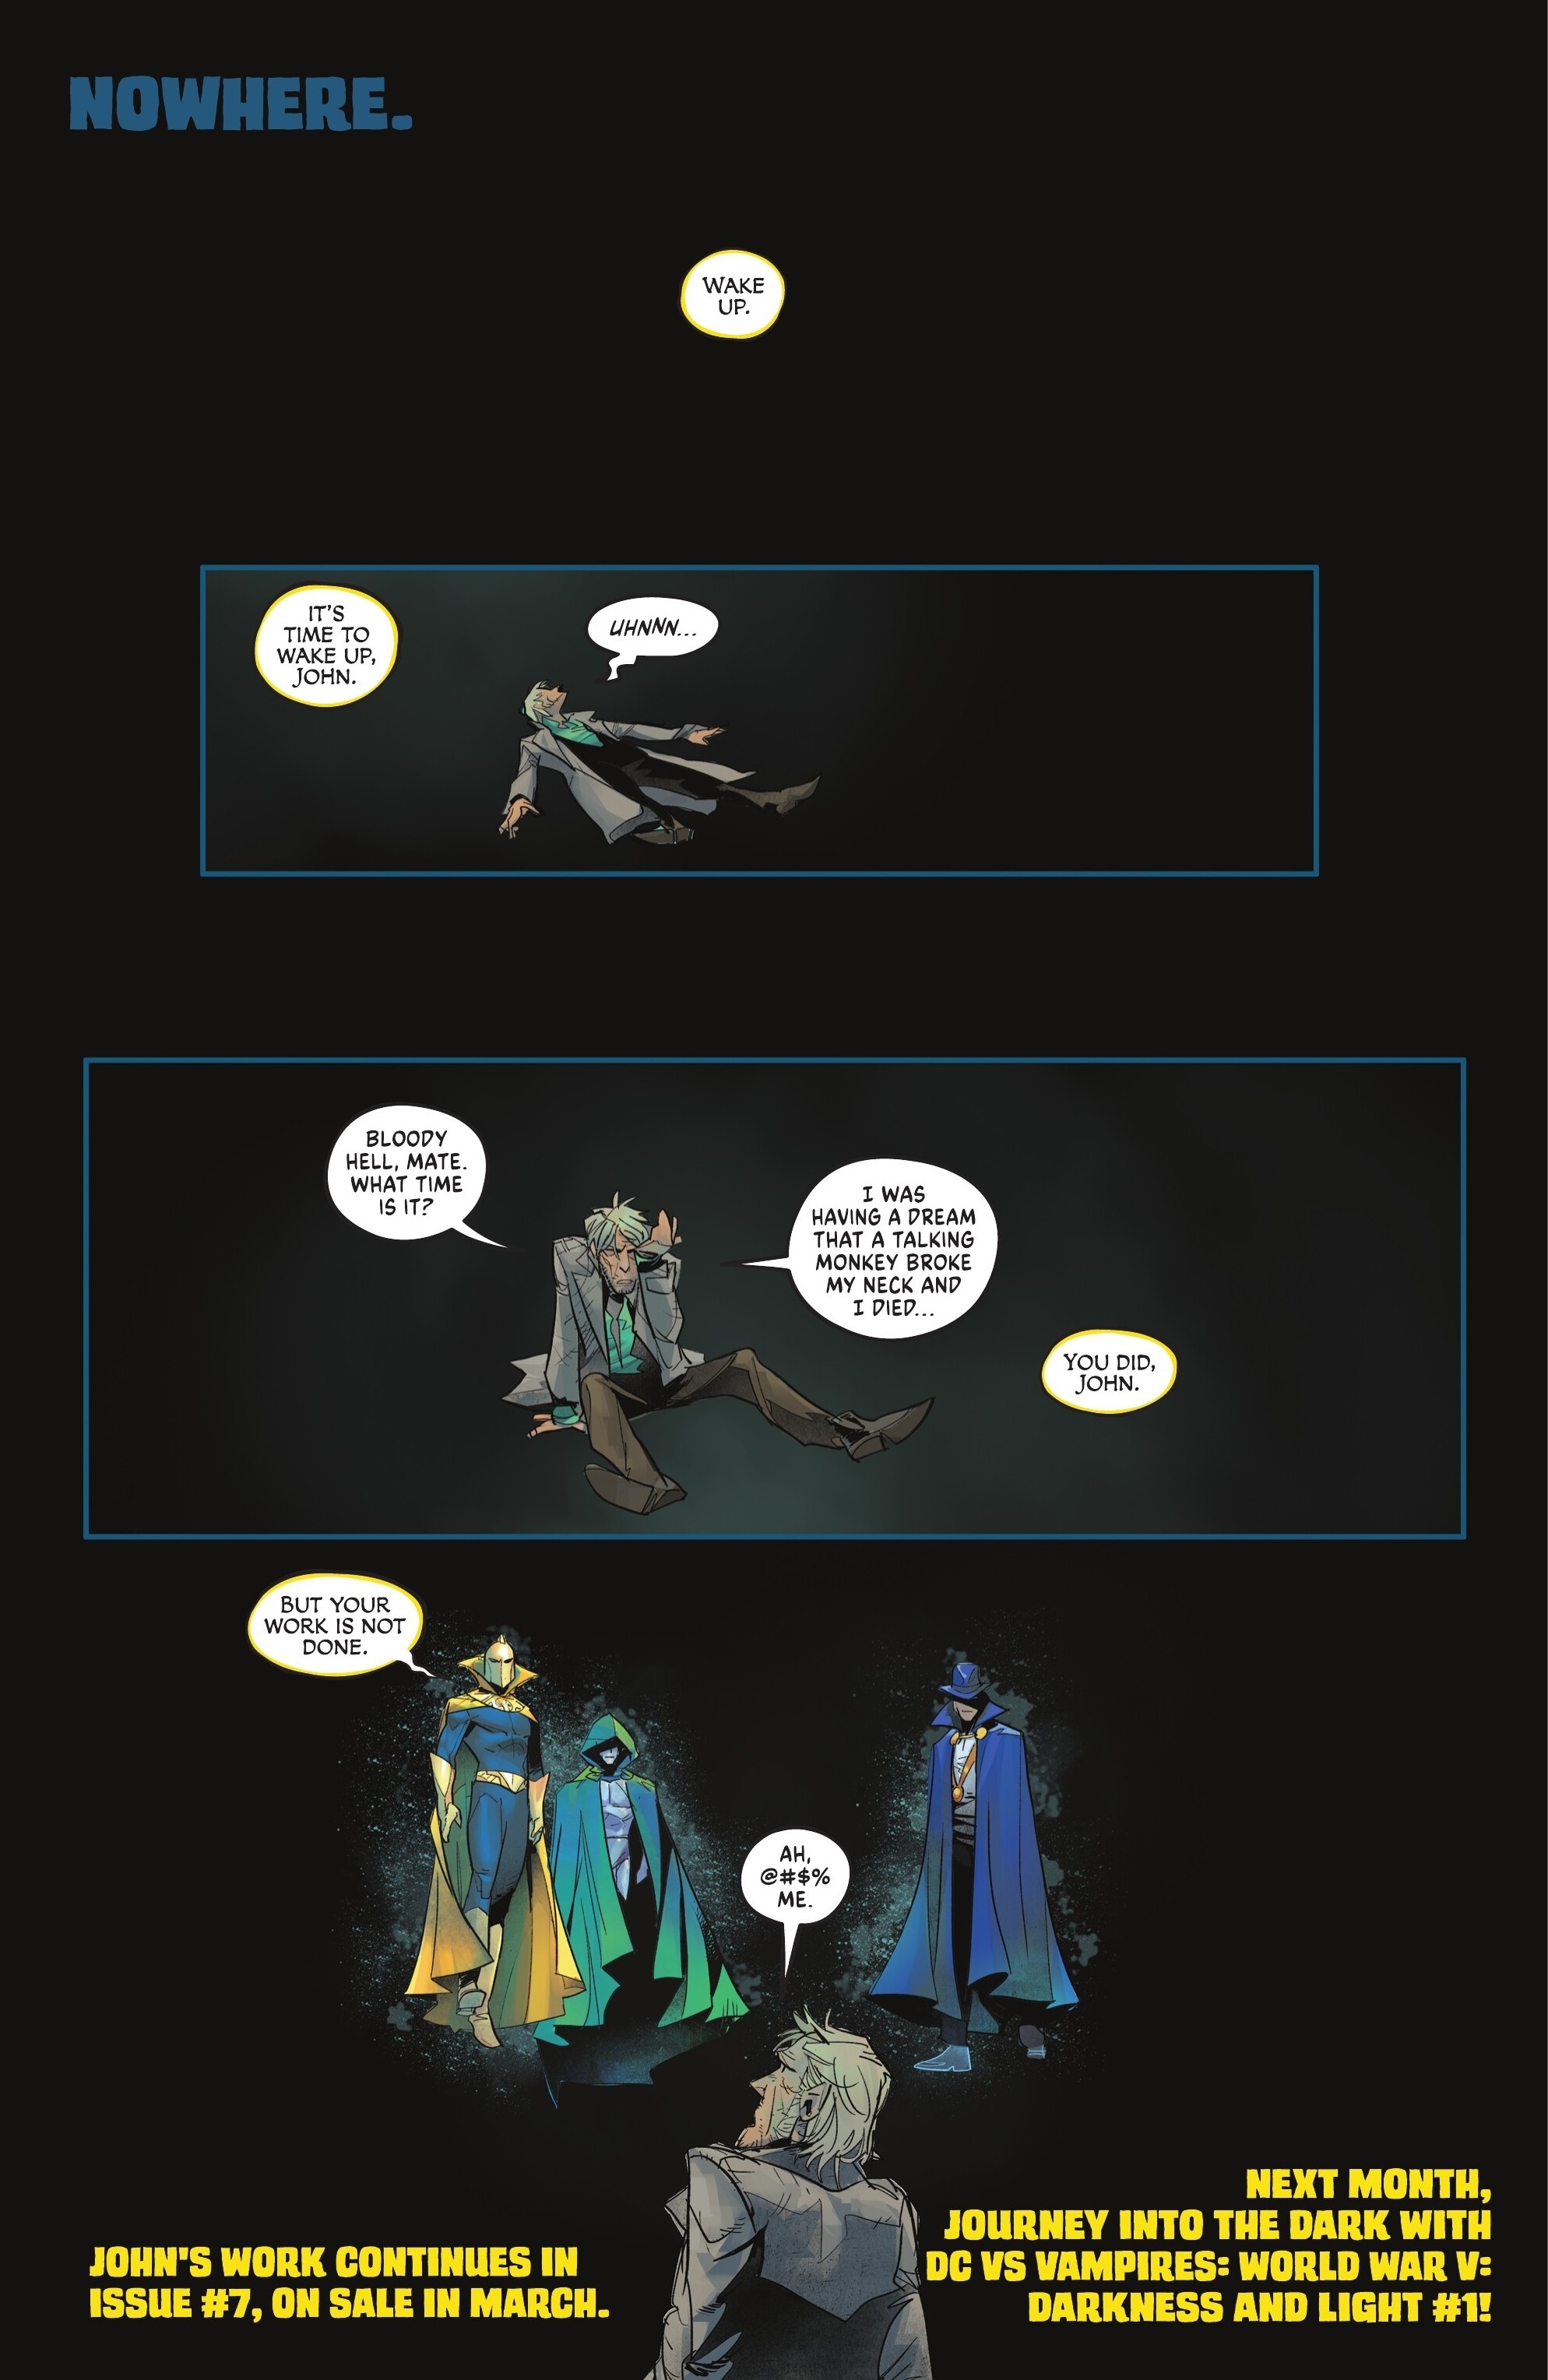 NOWHERE.
WAKE
UP.
IT'S
TIME TO
WAKE UP,
JOHN.
UHNNN...
BLOODY
HELL, MATE.
WHAT TIME
IS IT?
I WAS
HAVING A DREAM
THAT A TALKING
MONKEY BROKE
MY NECK AND
I DIED...
YOU DID,
JOHN.
BUT YOUR
WORK IS NOT
DONE.
AH,
@#$%
ME.
JOHN'S WORK CONTINUES IN
ISSUE #7, ON SALE IN MARCH.
NEXT MONTH,
JOURNEY INTO THE DARK WITH
DC VS VAMPIRES: WORLD WAR V:
DARKNESS AND LIGHT #1!